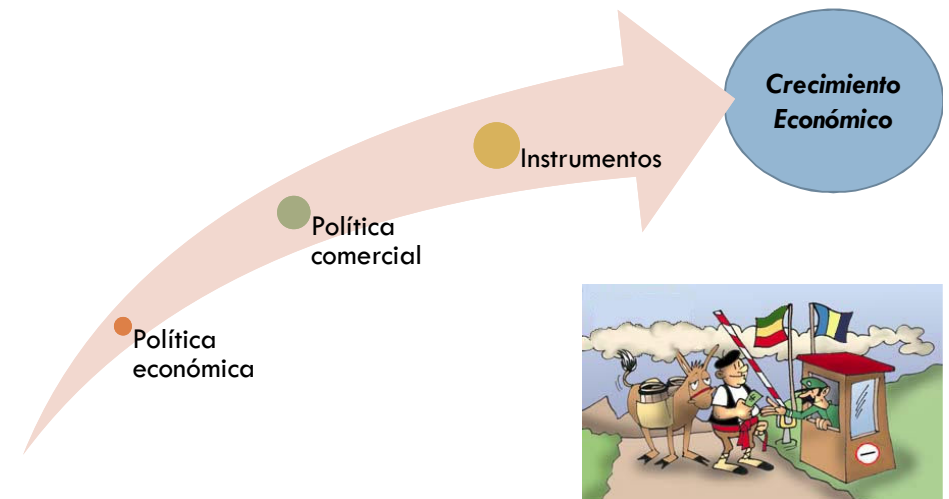 Crecimiento
Económico
Instrumentos
Política
comercial
Política
económica